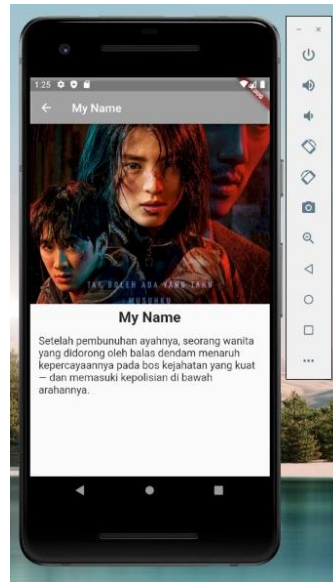 1:25
DEBUG
My Name
TAK BOLEH ADA YANG TAHU
MUSUHKU
My Name
Setelah pembunuhan ayahnya, seorang wanita
yang didorong oleh balas dendam menaruh
kepercayaannya pada bos kejahatan yang kuat
— dan memasuki kepolisian di bawah
arahannya.